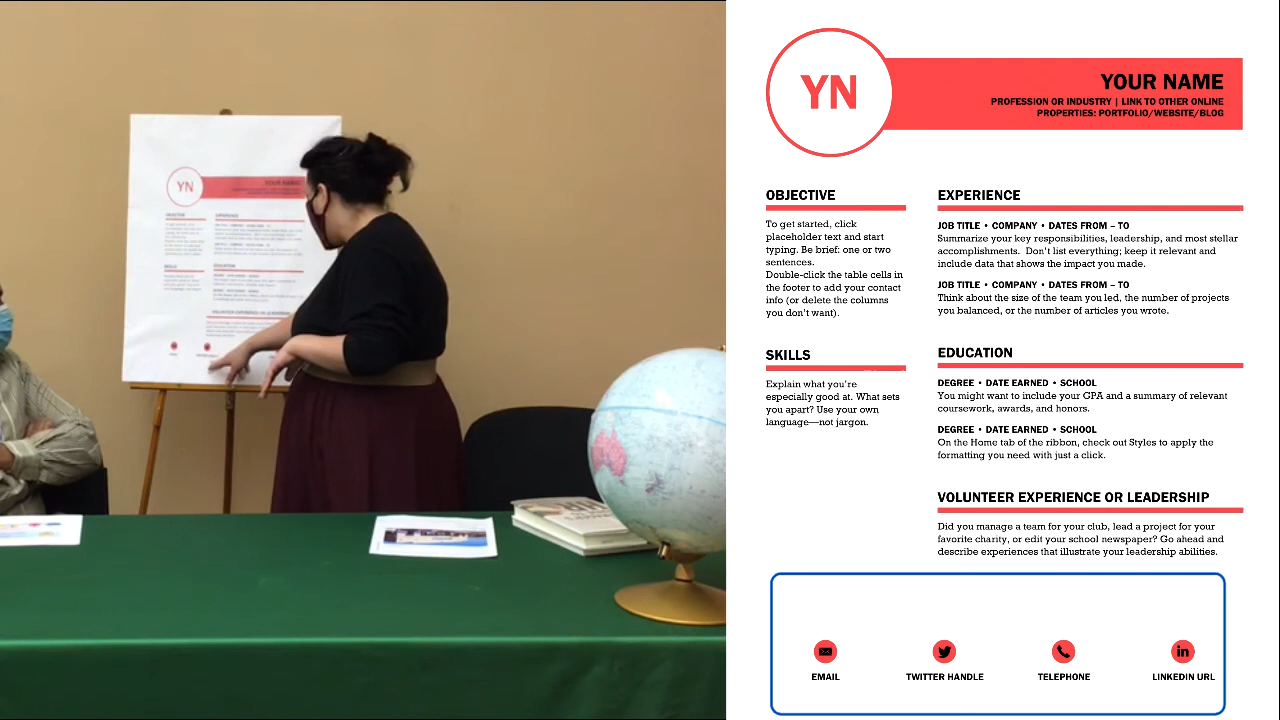 YN
YN
YOUR NAME
PROFESSION OR INDUSTRY | LINK TO OTHER ONLINE
PROPERTIES: PORTFOLIO/WEBSITE/BLOG
OBJECTIVE
To get started, click
placeholder text and start
typing. Be brief: one or two
sentences.
Double-click the table cells in
the footer to add your contact
info (or delete the columns
you don't want).
SKILLS
Explain what you're
especially good at. What sets
you apart? Use your own
language—not jargon.
EXPERIENCE
JOB TITLE • COMPANY • DATES FROM – TO
Summarize your key responsibilities, leadership, and most stellar
accomplishments. Don't list everything; keep it relevant and
include data that shows the impact you made.
JOB TITLE • COMPANY • DATES FROM – TO
Think about the size of the team you led, the number of projects
you balanced, or the number of articles you wrote.
EDUCATION
DEGREE • DATE EARNED • SCHOOL
You might want to include your GPA and a summary of relevant
coursework, awards, and honors.
DEGREE • DATE EARNED • SCHOOL
On the Home tab of the ribbon, check out Styles to apply the
formatting you need with just a click.
VOLUNTEER EXPERIENCE OR LEADERSHIP
Did you manage a team for your club, lead a project for your
favorite charity, or edit your school newspaper? Go ahead and
describe experiences that illustrate your leadership abilities.
EMAIL
TWITTER HANDLE
TELEPHONE
LINKEDIN URL